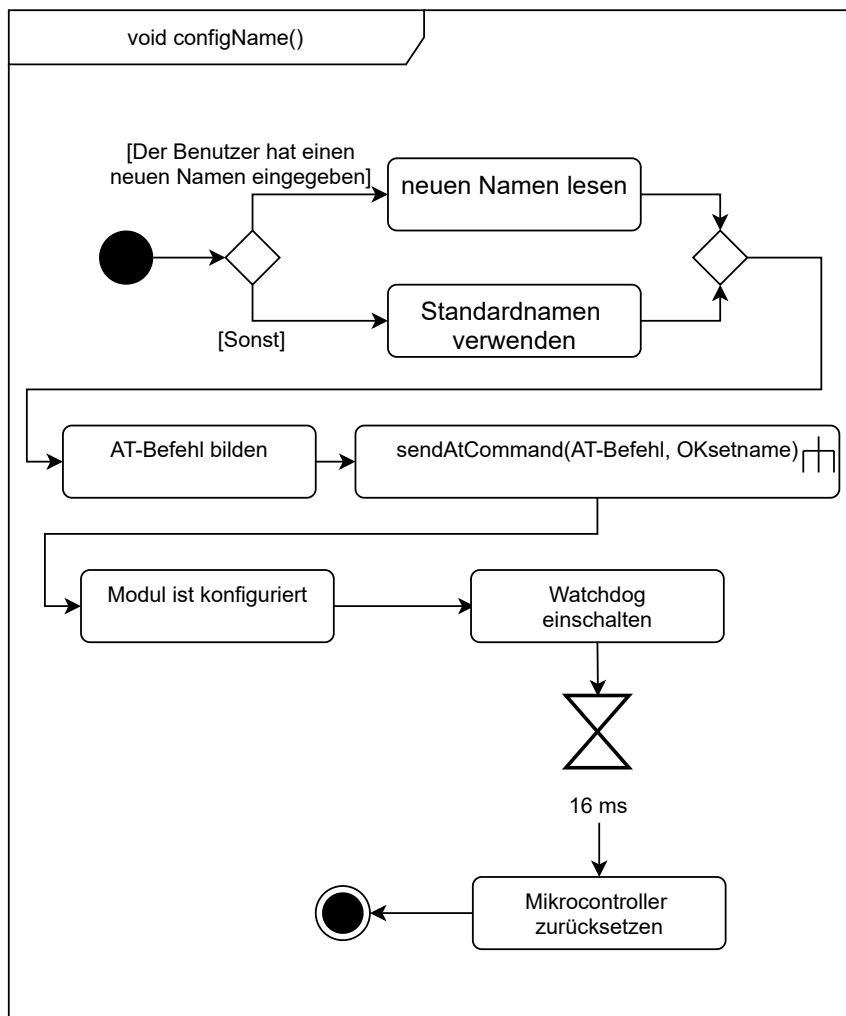 void configName()
[Der Benutzer hat einen
neuen Namen eingegeben]
neuen Namen lesen
Standardnamen
verwenden
[Sonst]
AT-Befehl bilden
sendAtCommand(AT-Befehl, OKsetname)
Modul ist konfiguriert
Watchdog
einschalten
16 ms
Mikrocontroller
zurücksetzen